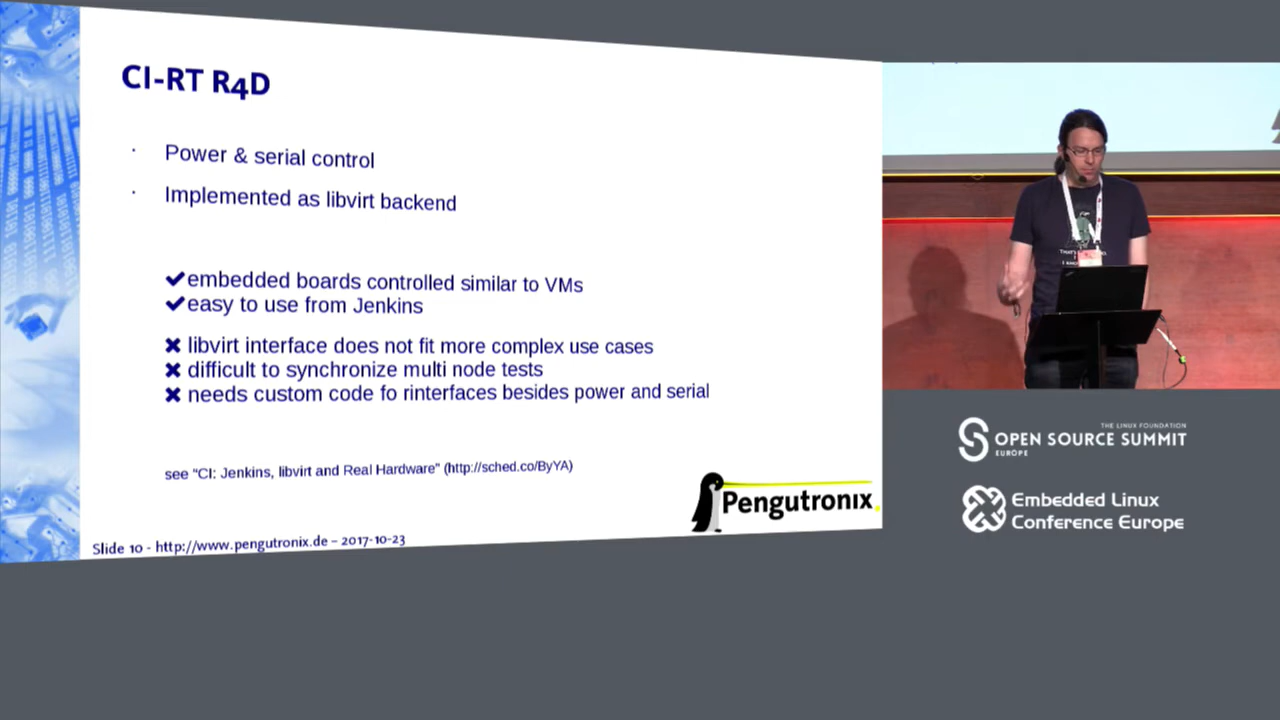 CI-RT R4D
· Power & serial control
· Implemented as libvirt backend
✔embedded boards controlled similar to VMs
✔easy to use from Jenkins
✖ libvirt interface does not fit more complex use cases
✖ difficult to synchronize multi node tests
✖ needs custom code fo rinterfaces besides power and serial
see "CI: Jenkins, libvirt and Real Hardware" (http://sched.co/ByYA)
Pengutronix
Slide 10 - http://www.pengutronix.de – 2017-10-23
THE LINUX FOUNDATION
OPEN SOURCE SUMMIT
EUROPE
Embedded Linux
Conference Europe